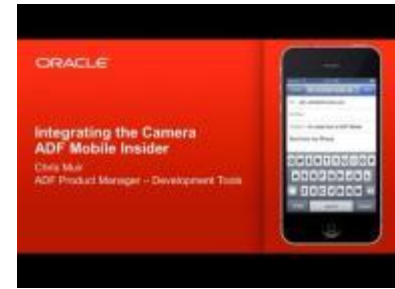 ORACLE
Integrating the Camera
ADF Mobile Insider
Chris Muir
ADF Product Manager – Development Tools